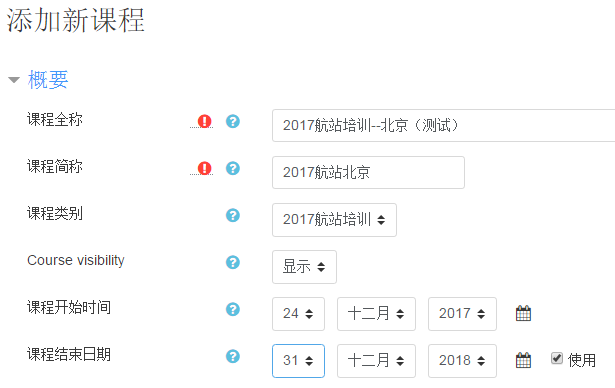 添加新课程
概要
课程全称 2017航站培训--北京（测试）
课程简称 2017航站北京
课程类别 2017航站培训
Course visibility 显示
课程开始时间 24 十二月 2017
课程结束日期 31 十二月 2018 使用